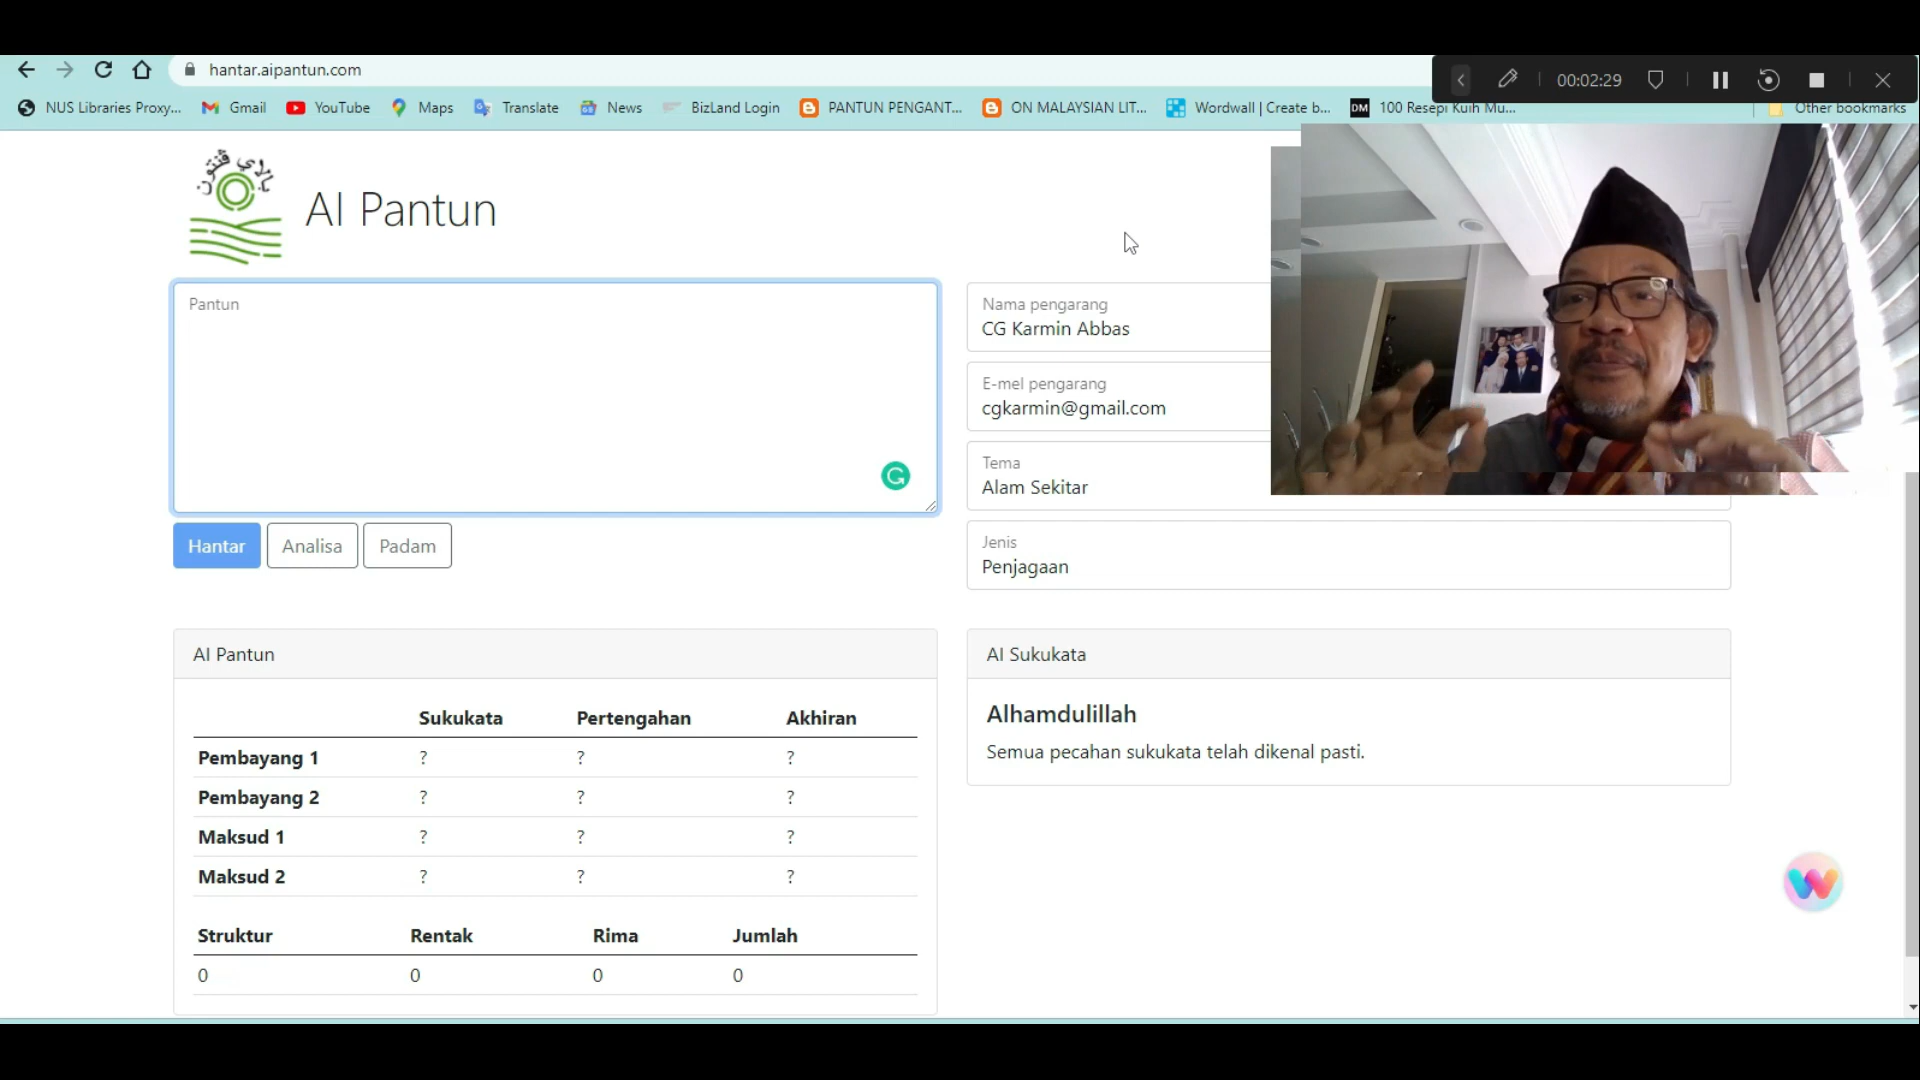 hantar.aipantun.com
00:02:29
NUS Libraries Proxy...
Gmail
YouTube
Maps
Translate
News
BizLand Login
PANTUN PENGANT...
ON MALAYSIAN LIT...
Wordwall | Create b...
DM
100 Resepi Kuih Mu...
Other bookmarks
بالاي ڤنتون
AI Pantun
Pantun
Nama pengarang
CG Karmin Abbas
E-mel pengarang
cgkarmin@gmail.com
Tema
Alam Sekitar
Hantar
Analisa
Padam
Jenis
Penjagaan
AI Pantun
Sukukata Pertengahan Akhiran
Pembayang 1 ? ? ?
Pembayang 2 ? ? ?
Maksud 1 ? ? ?
Maksud 2 ? ? ?
Struktur Rentak Rima Jumlah
0 0 0 0
AI Sukukata
Alhamdulillah
Semua pecahan sukukata telah dikenal pasti.